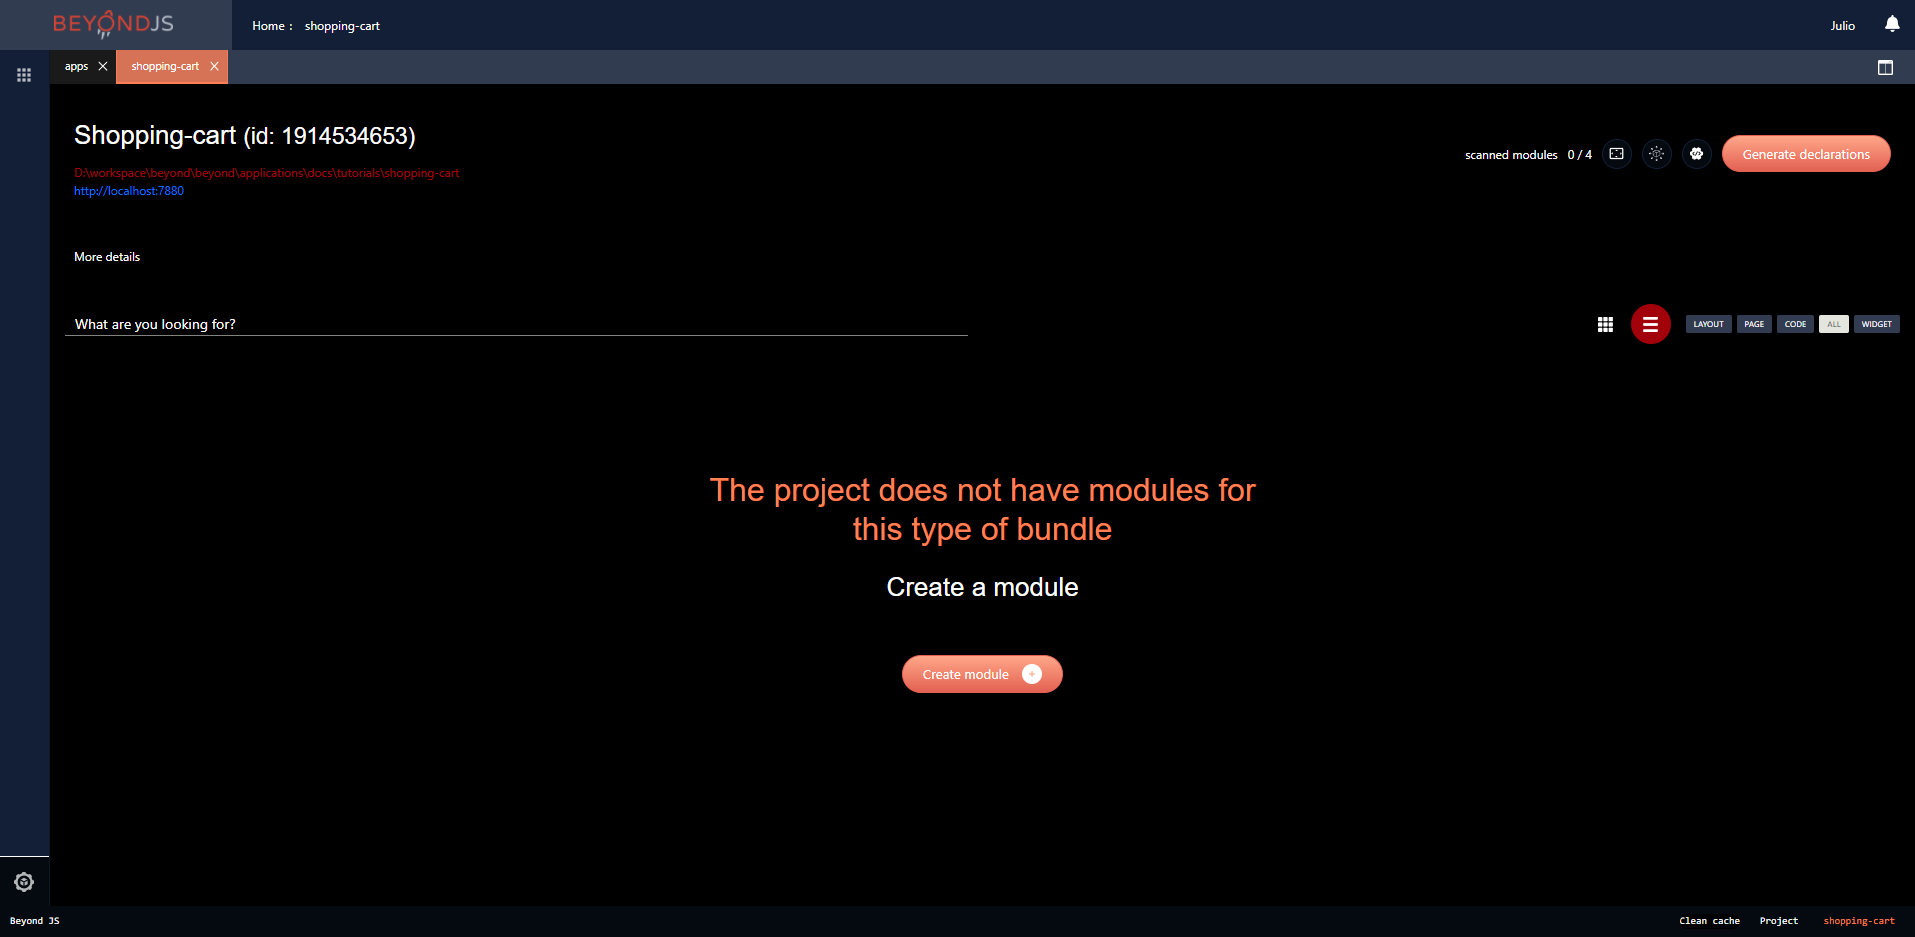 BEYONDJS
Home : shopping-cart
Julio
apps
shopping-cart
Shopping-cart (id: 1914534653)
D:\workspace\beyond\beyond\applications\docs\tutorials\shopping-cart
http://localhost:7880
scanned modules 0 / 4
Generate declarations
More details
What are you looking for?
LAYOUT PAGE CODE ALL WIDGET
The project does not have modules for
this type of bundle
Create a module
Create module
Beyond JS
Clean cache Project shopping-cart